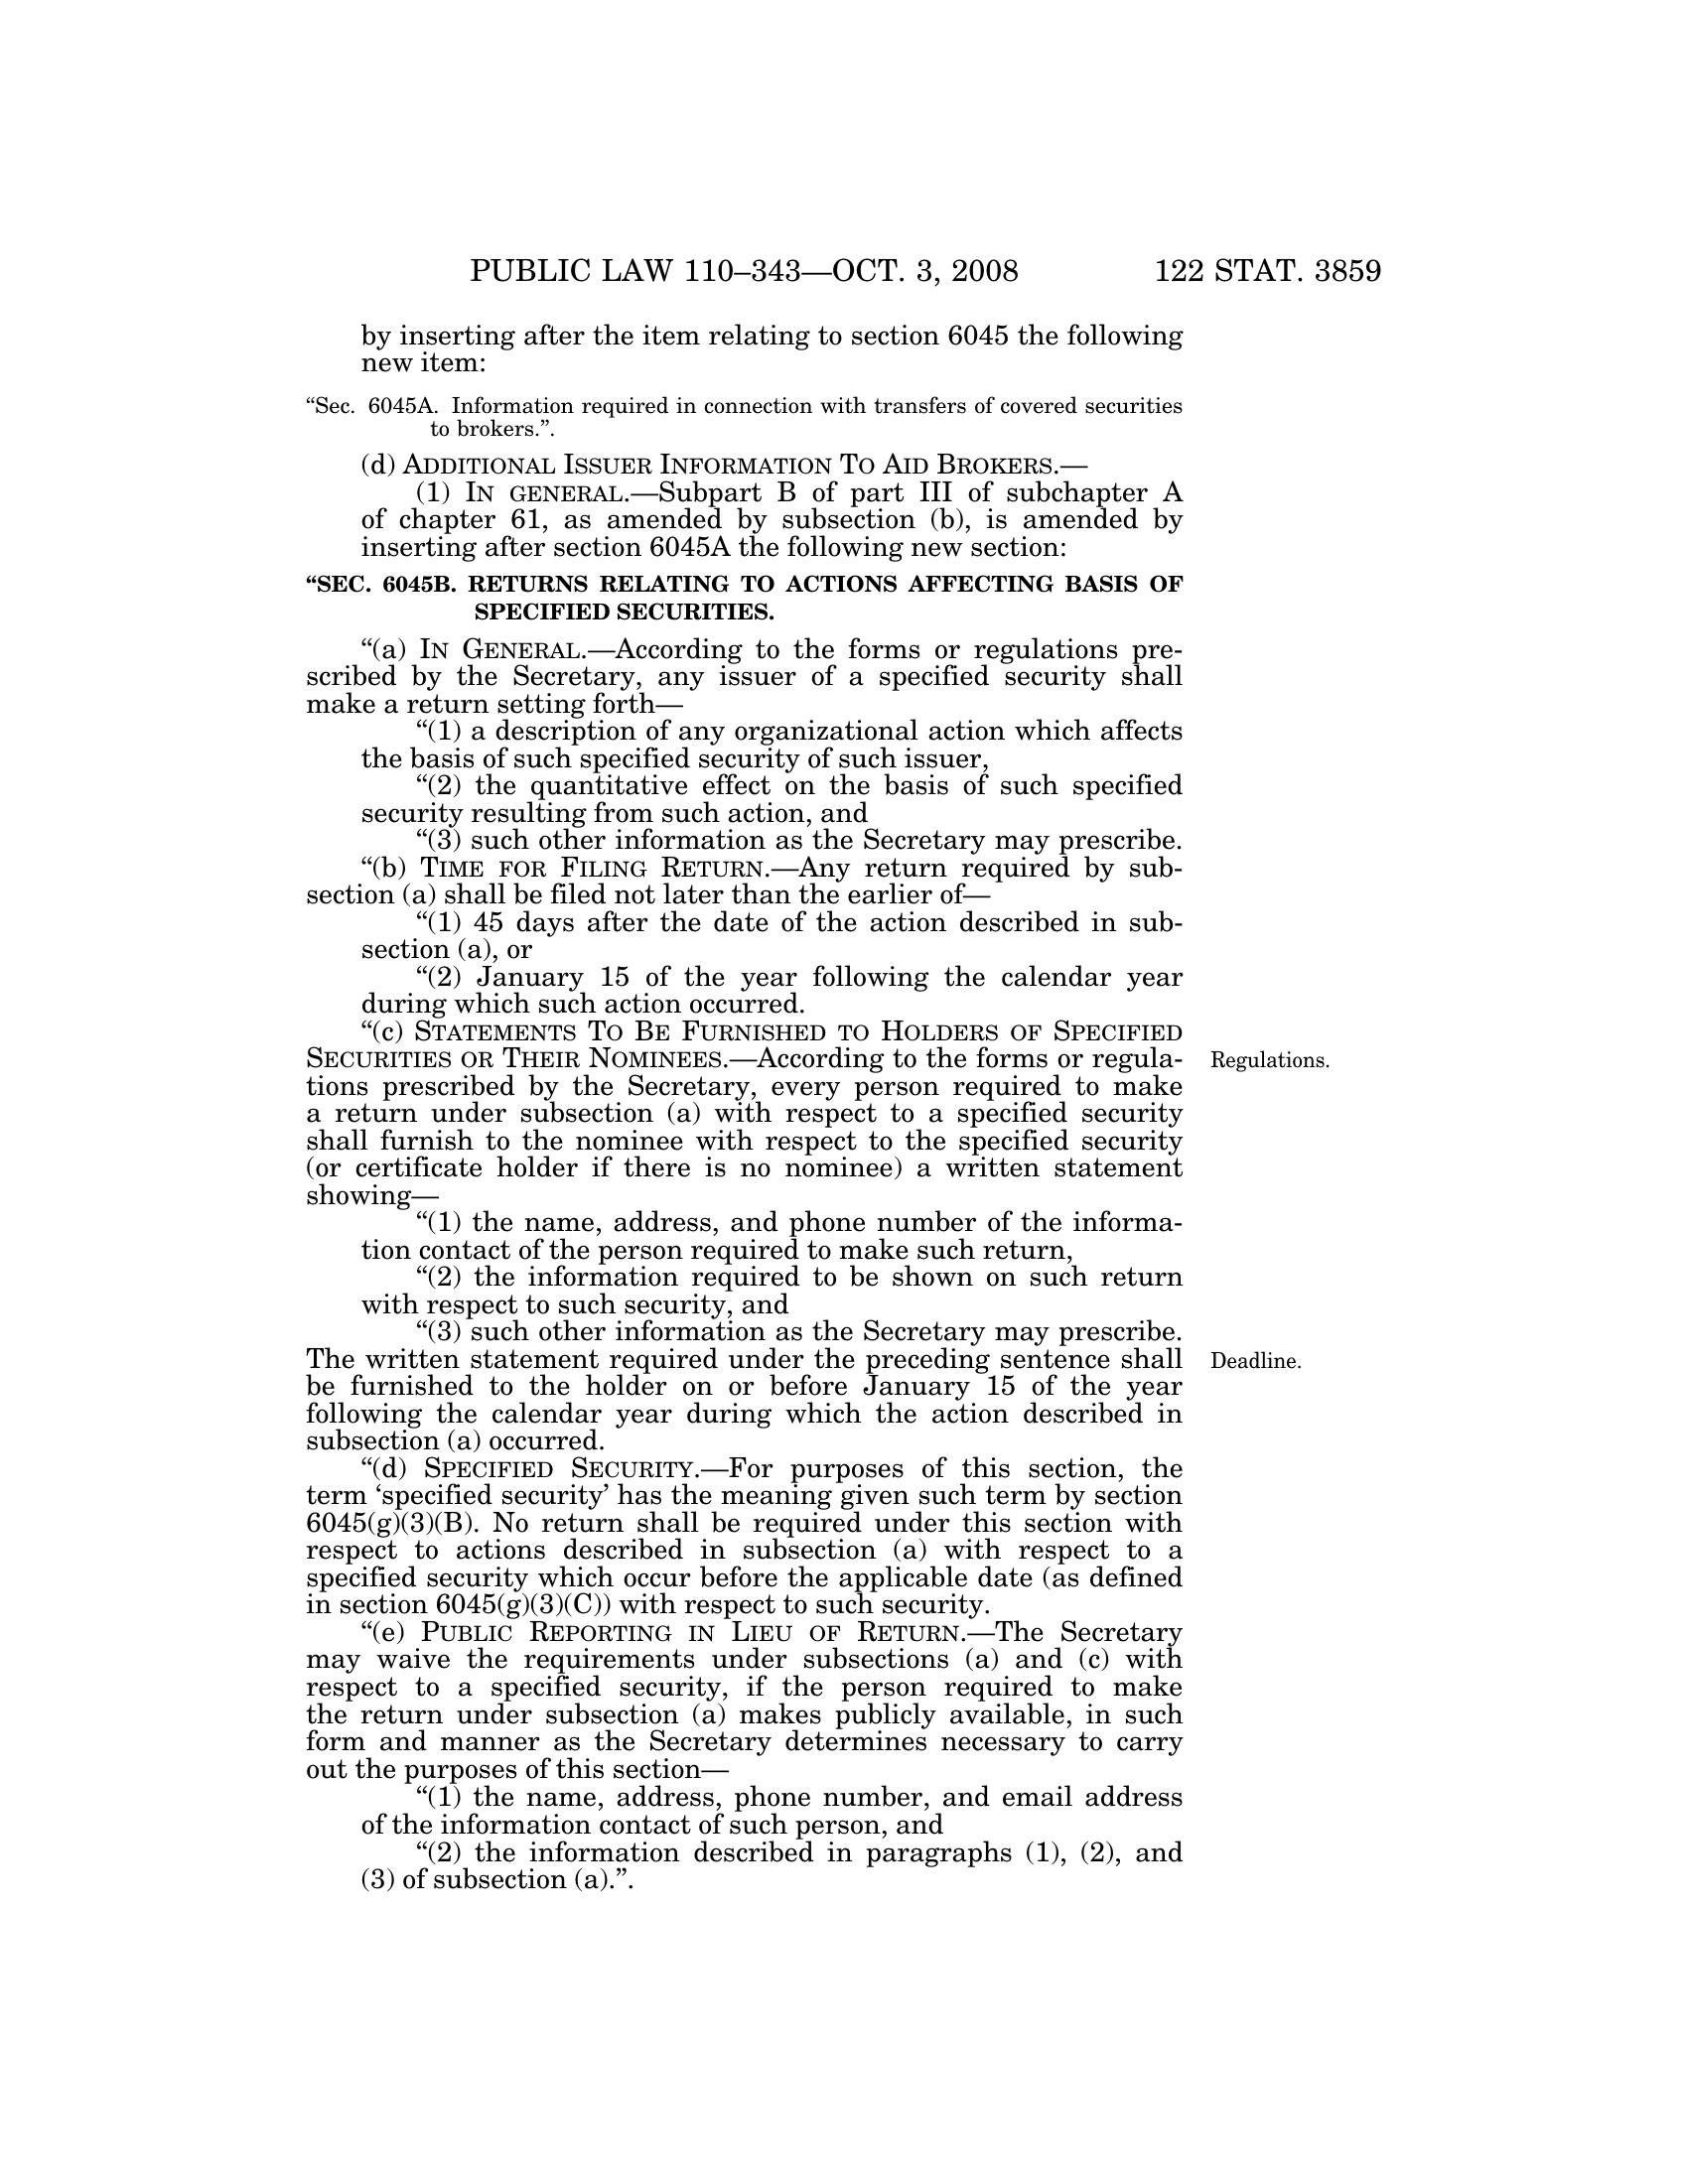 PUBLIC LAW 110–343—OCT. 3, 2008 122 STAT. 3859
by inserting after the item relating to section 6045 the following
new item:
“Sec. 6045A. Information required in connection with transfers of covered securities
to brokers.”.
(d) ADDITIONAL ISSUER INFORMATION TO AID BROKERS.—
(1) IN GENERAL.—Subpart B of part III of subchapter A
of chapter 61, as amended by subsection (b), is amended by
inserting after section 6045A the following new section:
“SEC. 6045B. RETURNS RELATING TO ACTIONS AFFECTING BASIS OF
SPECIFIED SECURITIES.
“(a) IN GENERAL.—According to the forms or regulations pre-
scribed by the Secretary, any issuer of a specified security shall
make a return setting forth—
“(1) a description of any organizational action which affects
the basis of such specified security of such issuer,
“(2) the quantitative effect on the basis of such specified
security resulting from such action, and
“(3) such other information as the Secretary may prescribe.
“(b) TIME FOR FILING RETURN.—Any return required by sub-
section (a) shall be filed not later than the earlier of—
“(1) 45 days after the date of the action described in sub-
section (a), or
“(2) January 15 of the year following the calendar year
during which such action occurred.
“(c) STATEMENTS TO BE FURNISHED TO HOLDERS OF SPECIFIED
SECURITIES OR THEIR NOMINEES.—According to the forms or regula-
Regulations.
tions prescribed by the Secretary, every person required to make
a return under subsection (a) with respect to a specified security
shall furnish to the nominee with respect to the specified security
(or certificate holder if there is no nominee) a written statement
showing—
“(1) the name, address, and phone number of the informa-
tion contact of the person required to make such return,
“(2) the information required to be shown on such return
with respect to such security, and
“(3) such other information as the Secretary may prescribe.
The written statement required under the preceding sentence shall
Deadline.
be furnished to the holder on or before January 15 of the year
following the calendar year during which the action described in
subsection (a) occurred.
“(d) SPECIFIED SECURITY.—For purposes of this section, the
term ‘specified security’ has the meaning given such term by section
6045(g)(3)(B). No return shall be required under this section with
respect to actions described in subsection (a) with respect to a
specified security which occur before the applicable date (as defined
in section 6045(g)(3)(C)) with respect to such security.
“(e) PUBLIC REPORTING IN LIEU OF RETURN.—The Secretary
may waive the requirements under subsections (a) and (c) with
respect to a specified security, if the person required to make
the return under subsection (a) makes publicly available, in such
form and manner as the Secretary determines necessary to carry
out the purposes of this section—
“(1) the name, address, phone number, and email address
of the information contact of such person, and
“(2) the information described in paragraphs (1), (2), and
(3) of subsection (a).”.